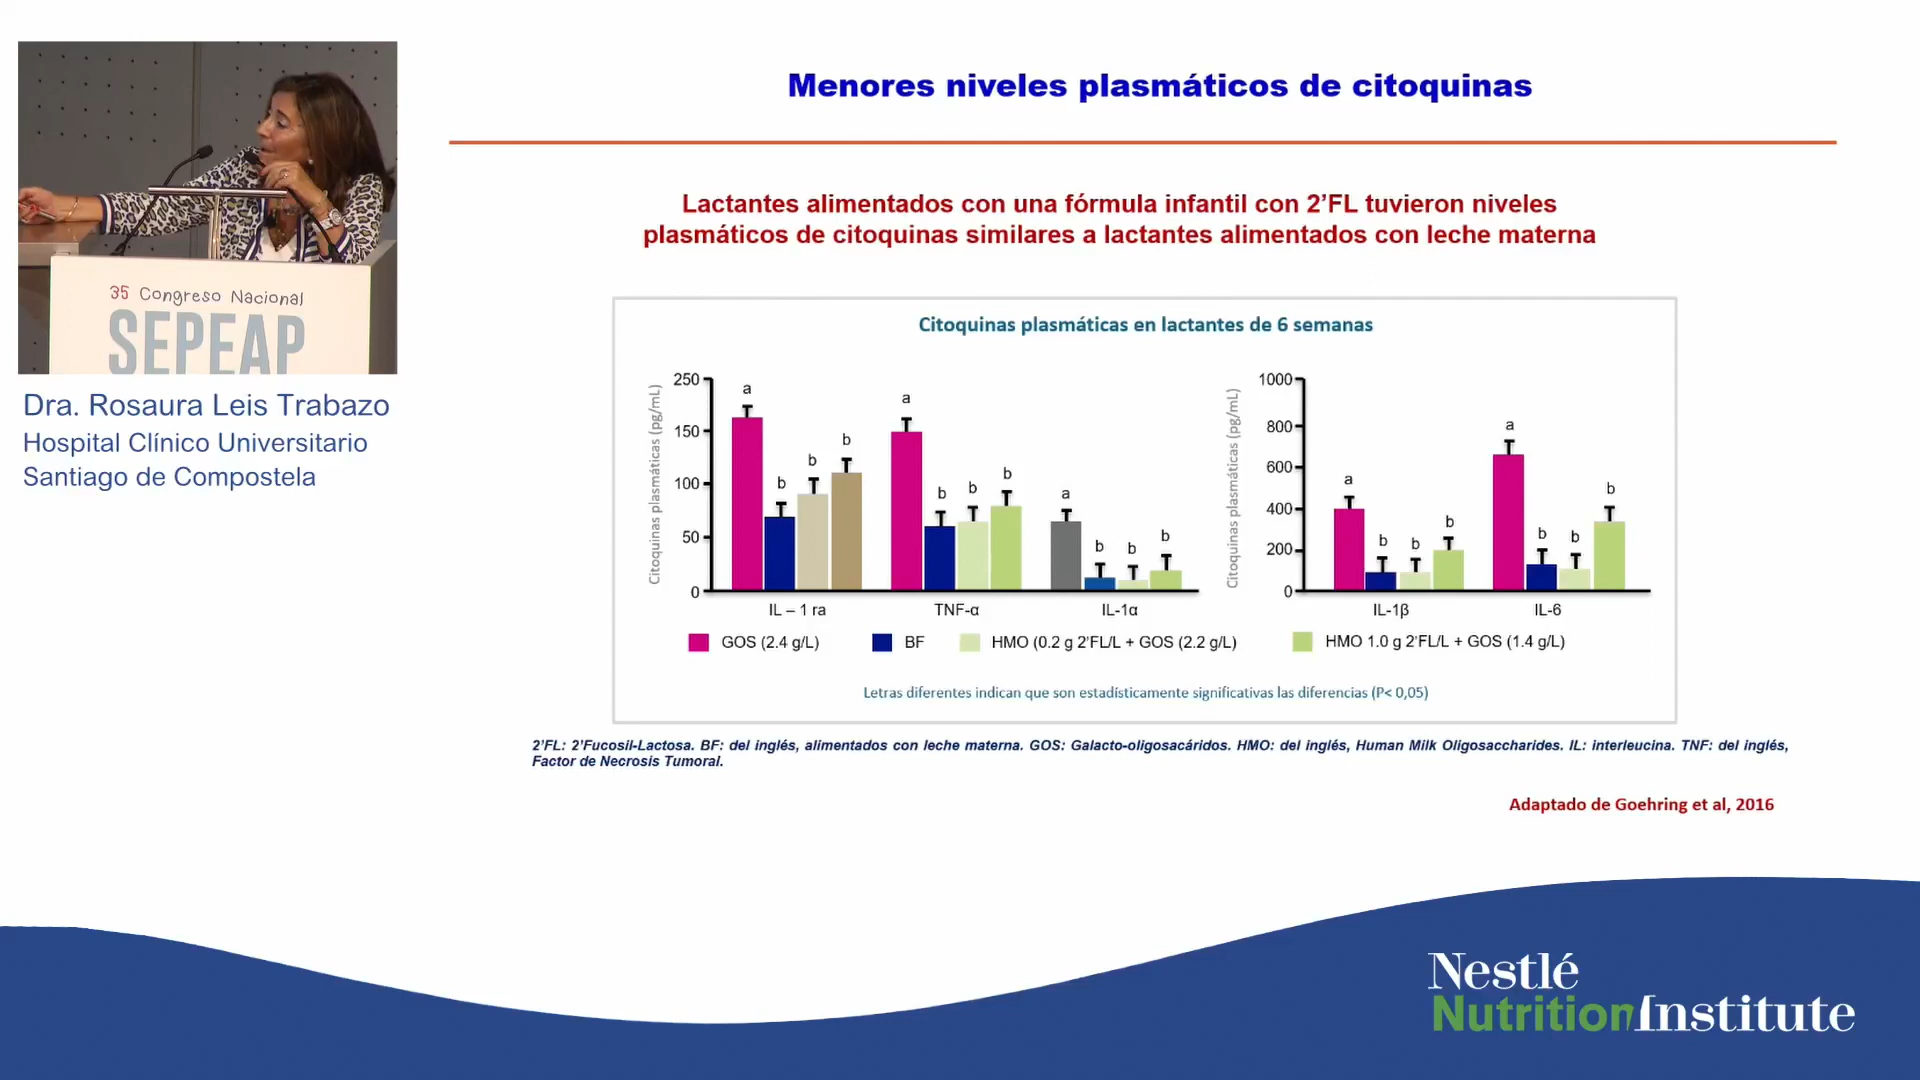 35 Congreso Nacional
SEPEAP
Dra. Rosaura Leis Trabazo
Hospital Clínico Universitario
Santiago de Compostela
Menores niveles plasmáticos de citoquinas
Lactantes alimentados con una fórmula infantil con 2’FL tuvieron niveles
plasmáticos de citoquinas similares a lactantes alimentados con leche materna
Citoquinas plasmáticas en lactantes de 6 semanas
Citoquinas plasmáticas (pg/mL)
250
150
100
50
0
a
b
b
b
a
b
b
b
a
b
b
b
IL – 1 ra
TNF-α
IL-1α
Citoquinas plasmáticas (pg/mL)
1000
800
600
400
200
0
a
b
b
b
a
b
b
b
IL-1β
IL-6
GOS (2.4 g/L)
BF
HMO (0.2 g 2’FL/L + GOS (2.2 g/L)
HMO 1.0 g 2’FL/L + GOS (1.4 g/L)
Letras diferentes indican que son estadísticamente significativas las diferencias (P< 0,05)
2’FL: 2’Fucosil-Lactosa. BF: del inglés, alimentados con leche materna. GOS: Galacto-oligosacáridos. HMO: del inglés, Human Milk Oligosaccharides. IL: interleucina. TNF: del inglés,
Factor de Necrosis Tumoral.
Adaptado de Goehring et al, 2016
Nestlé
NutritionInstitute